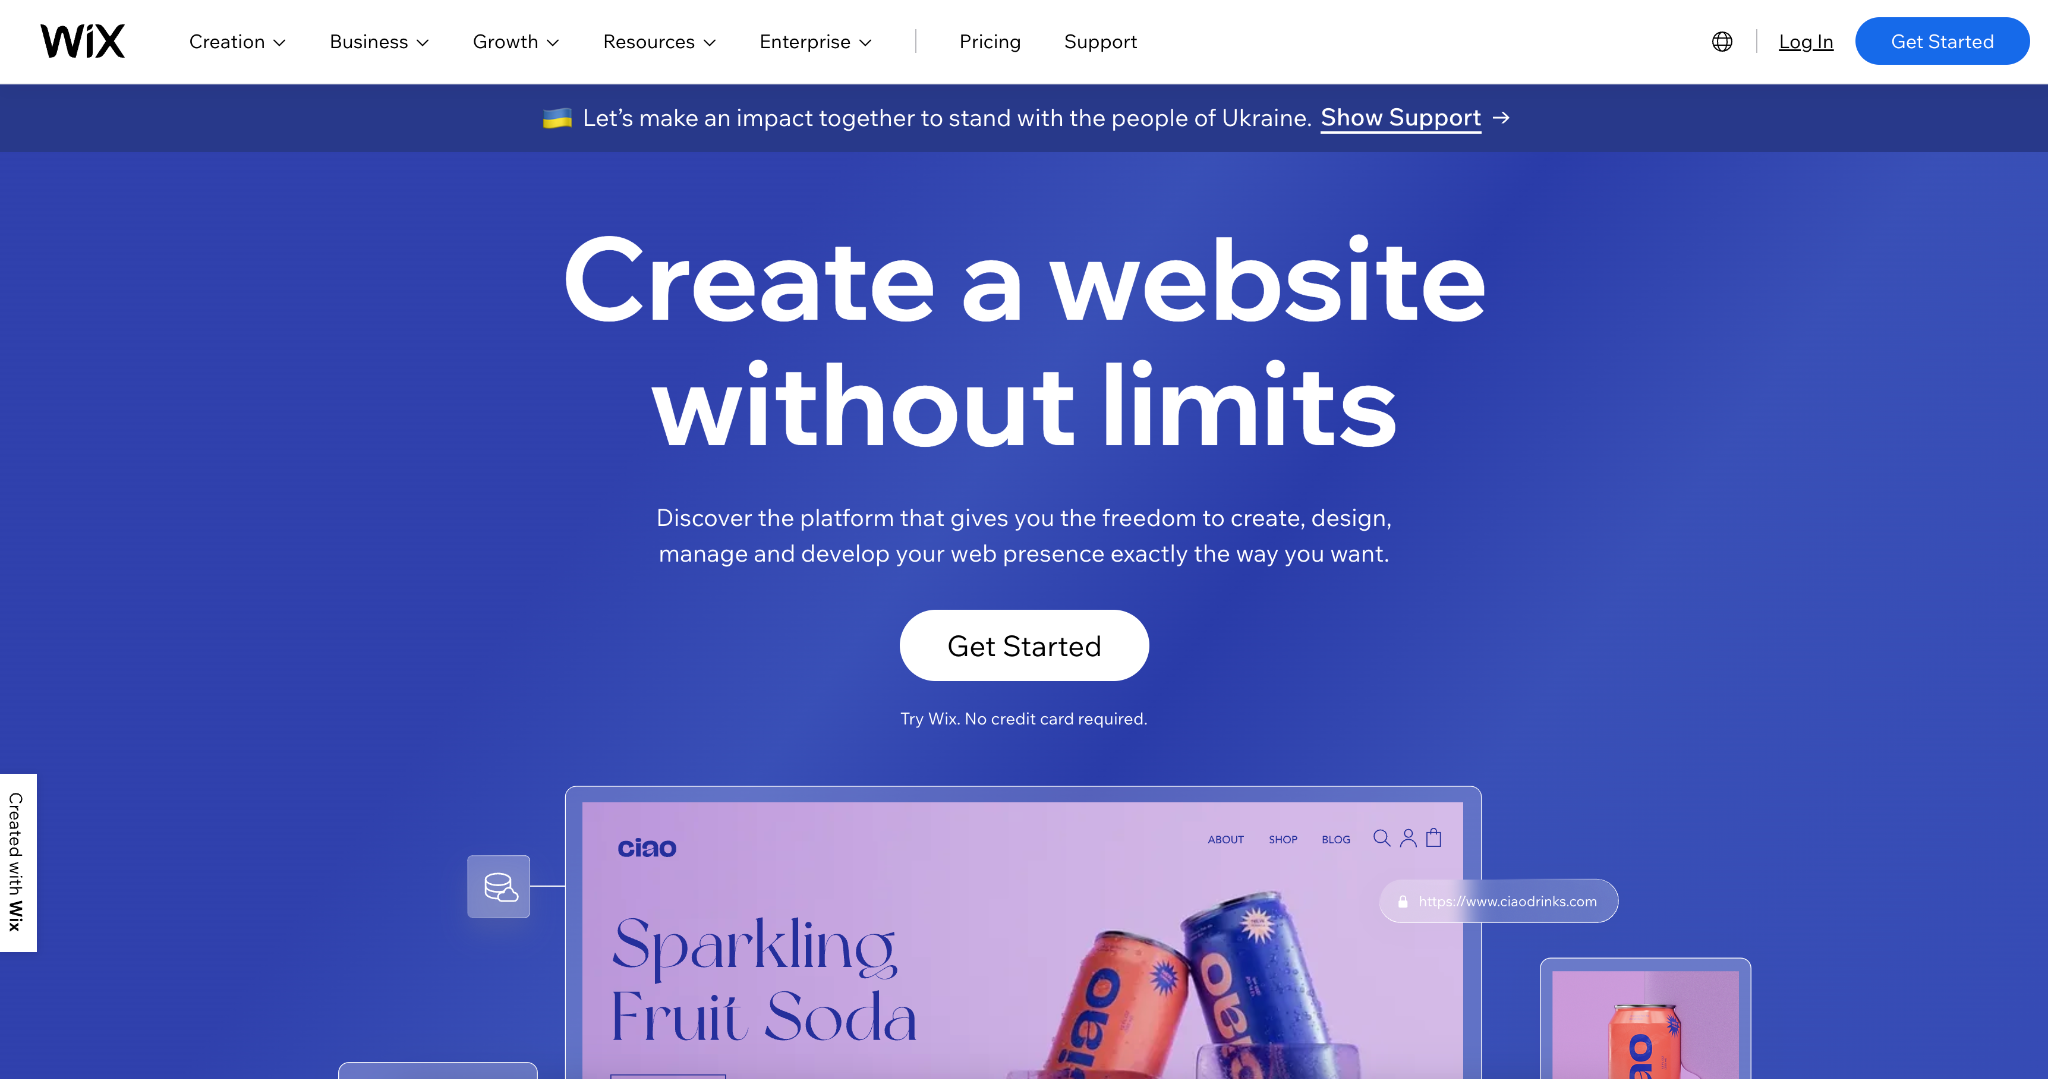 WiX
Creation
Business
Growth
Resources
Enterprise
Pricing
Support
Log In
Get Started
Let’s make an impact together to stand with the people of Ukraine. Show Support →
Create a website
without limits
Discover the platform that gives you the freedom to create, design,
manage and develop your web presence exactly the way you want.
Get Started
Try Wix. No credit card required.
Created with Wix
ciao
ABOUT
SHOP
BLOG
https://www.ciaodrinks.com
Sparkling
Fruit Soda
ciao
ciao
ciao